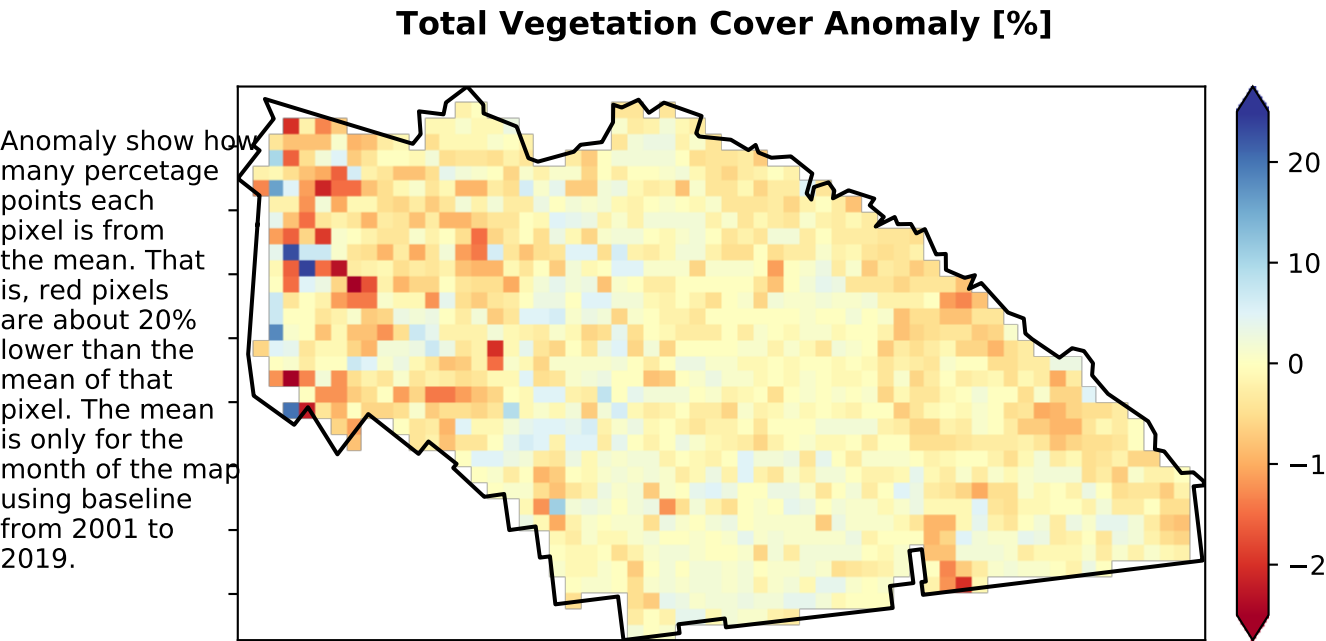 Total Vegetation Cover Anomaly [%]
Anomaly show how
many percetage
points each
pixel is from
the mean. That
is, red pixels
are about 20%
lower than the
mean of that
pixel. The mean
is only for the
month of the map
using baseline
from 2001 to
2019.
20
10
0
−1
−2